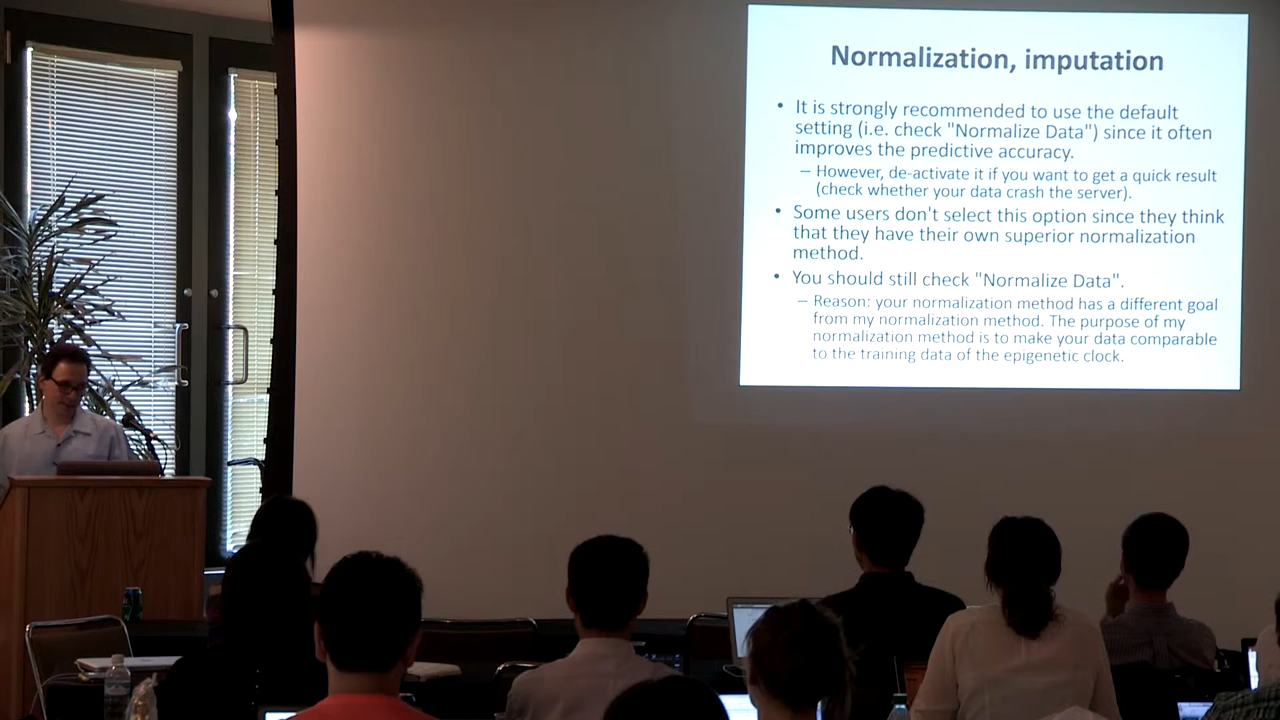 Normalization, imputation
• It is strongly recommended to use the default
setting (i.e. check "Normalize Data") since it often
improves the predictive accuracy.
– However, de-activate it if you want to get a quick result
(check whether your data crash the server).
• Some users don't select this option since they think
that they have their own superior normalization
method.
• You should still check "Normalize Data".
– Reason: your normalization method has a different goal
from my normalization method. The purpose of my
normalization method is to make your data comparable
to the training data of the epigenetic clock.